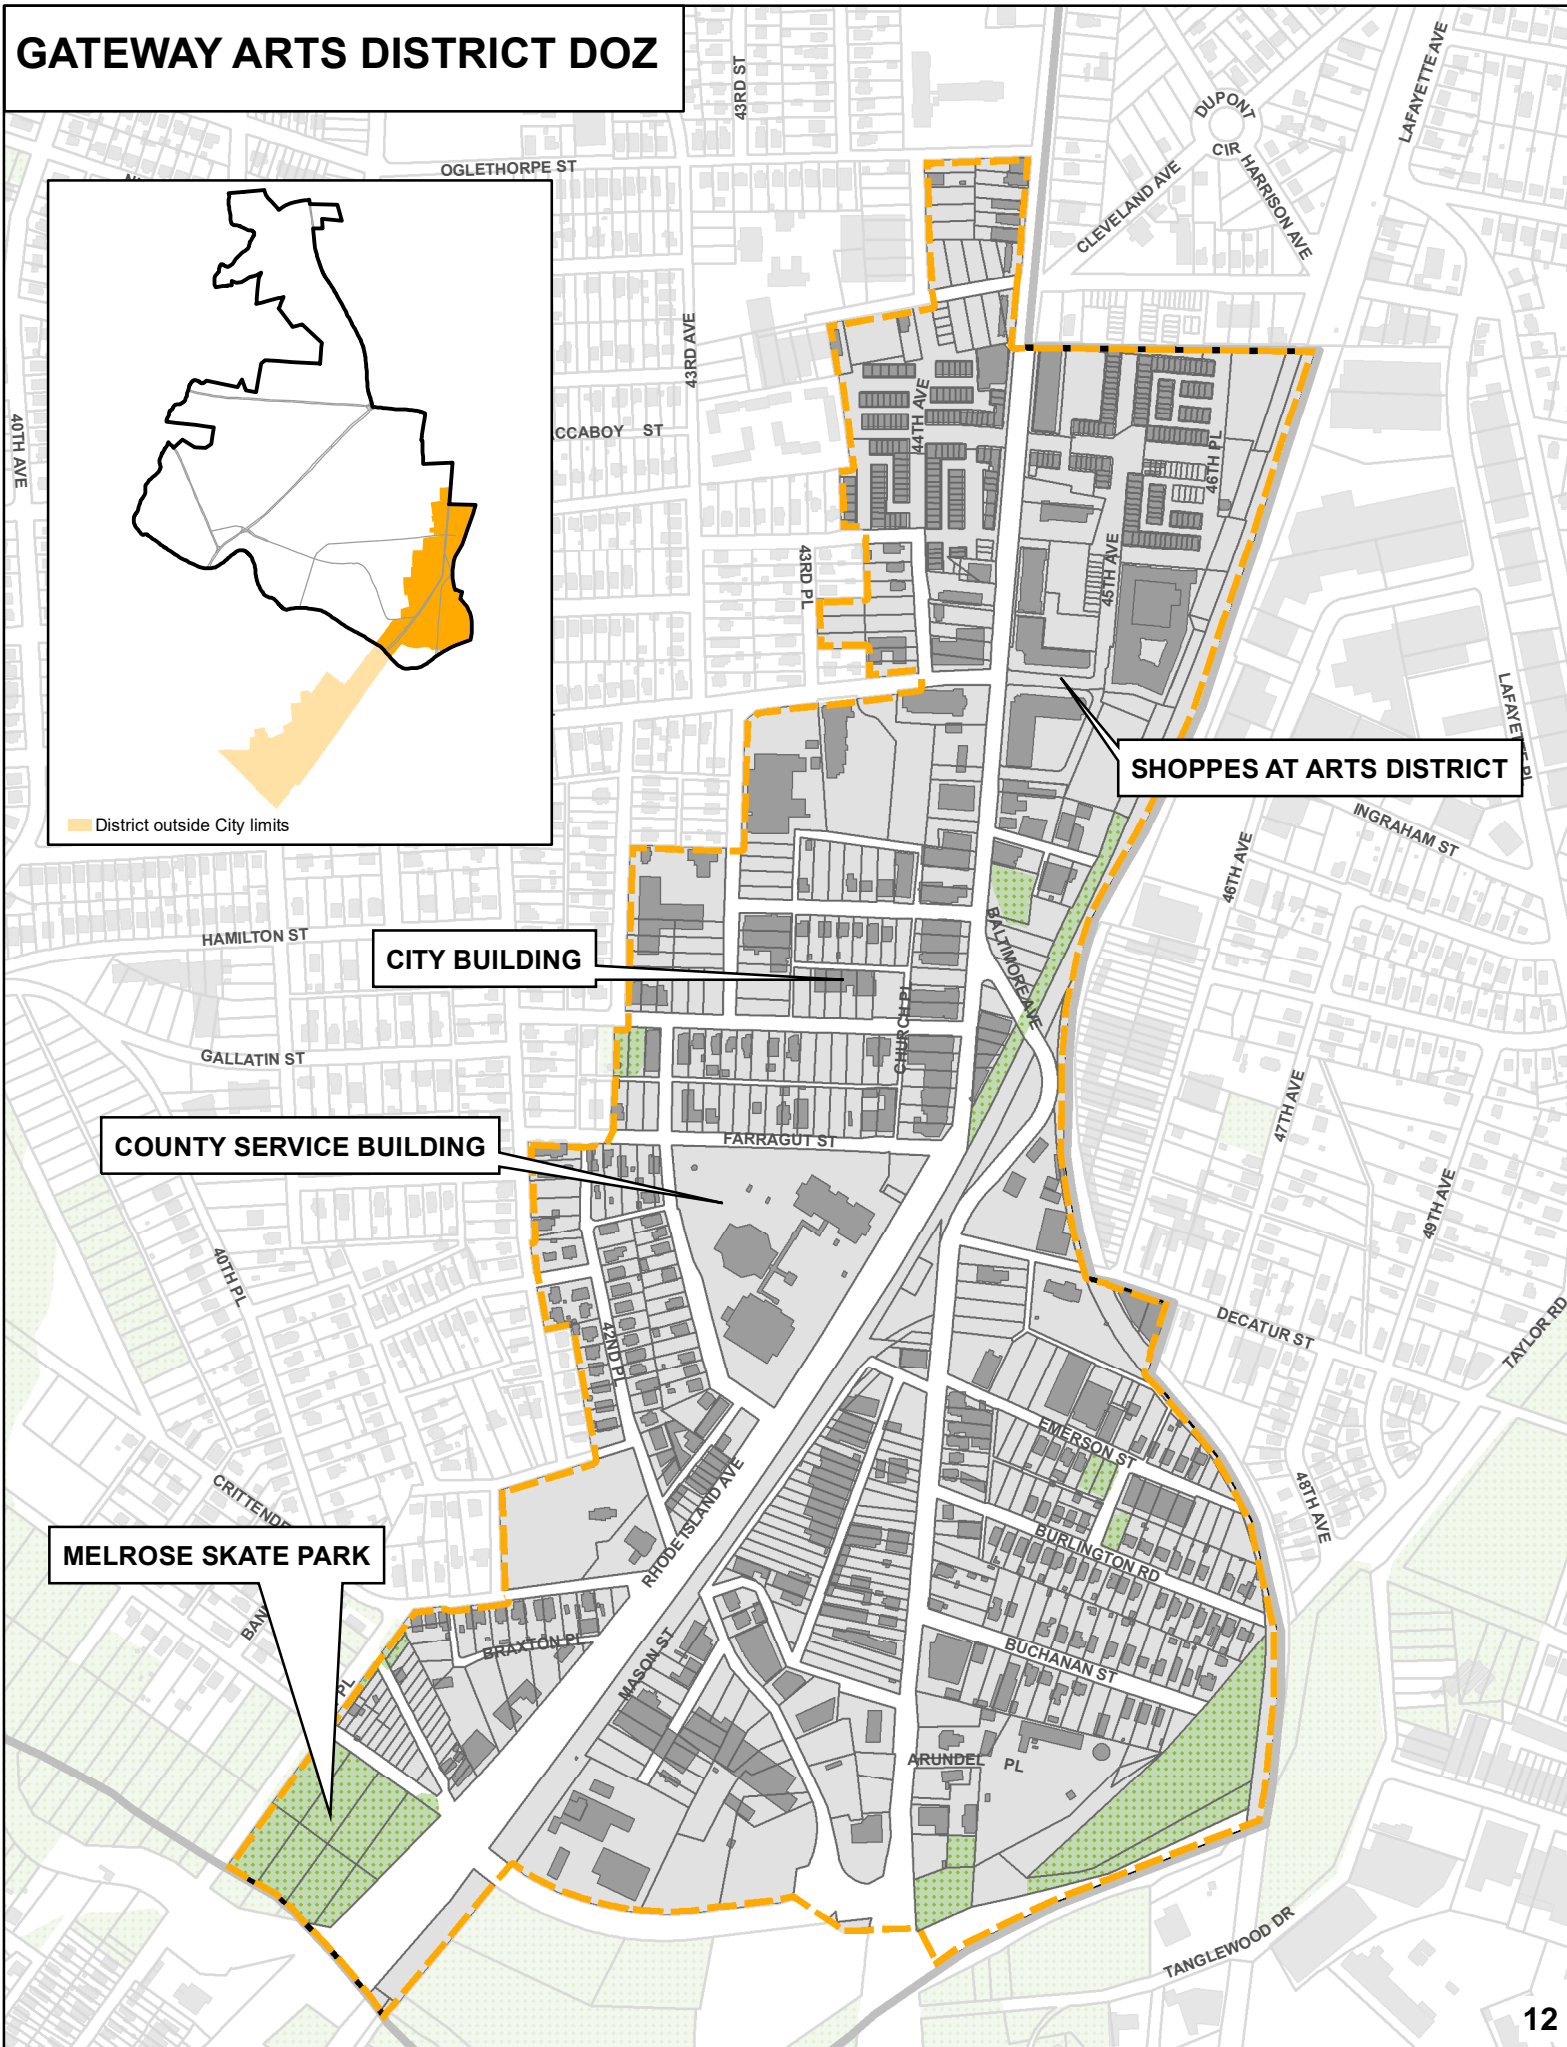 GATEWAY ARTS DISTRICT DOZ
43RD ST
LAFAYETTE AVE
DUPONT
CIR
HARRISON AVE
CLEVELAND AVE
OGLETHORPE ST
43RD AVE
40TH AVE
CCABOY ST
44TH AVE
46TH PL
43RD PL
45TH AVE
LAFAYETTE PL
SHOPPES AT ARTS DISTRICT
District outside City limits
INGRAHAM ST
46TH AVE
HAMILTON ST
CITY BUILDING
BALTIMORE AVE
CHURCH PL
GALLATIN ST
47TH AVE
COUNTY SERVICE BUILDING
FARRAGUT ST
49TH AVE
40TH PL
DECATUR ST
TAYLOR RD
42ND PL
EMERSON ST
CRITTENDE
48TH AVE
RHODE ISLAND AVE
BURLINGTON RD
MELROSE SKATE PARK
BRAXTON PL
MASON ST
BUCHANAN ST
PL
ARUNDEL PL
TANGLEWOOD DR
12